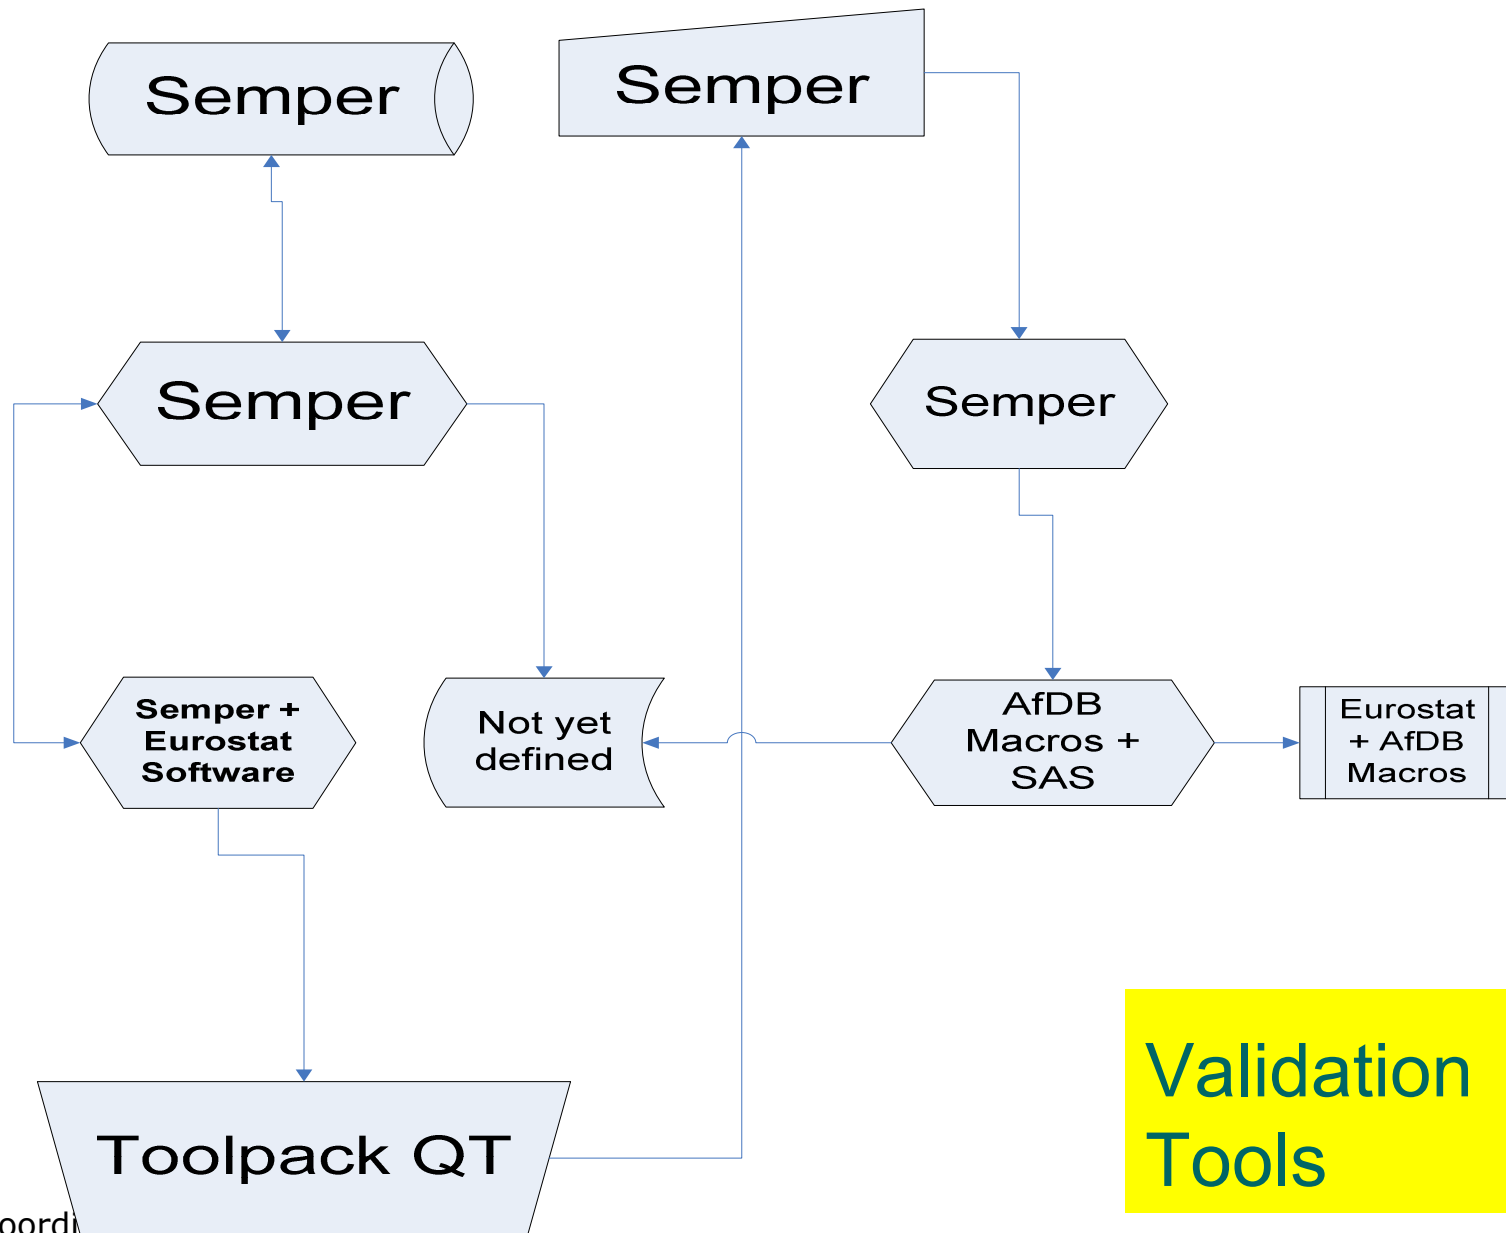 Semper
Semper
Semper
Semper
Semper +
Eurostat
Software
Not yet
defined
AfDB
Macros +
SAS
Eurostat
+ AfDB
Macros
Toolpack QT
Validation
Tools